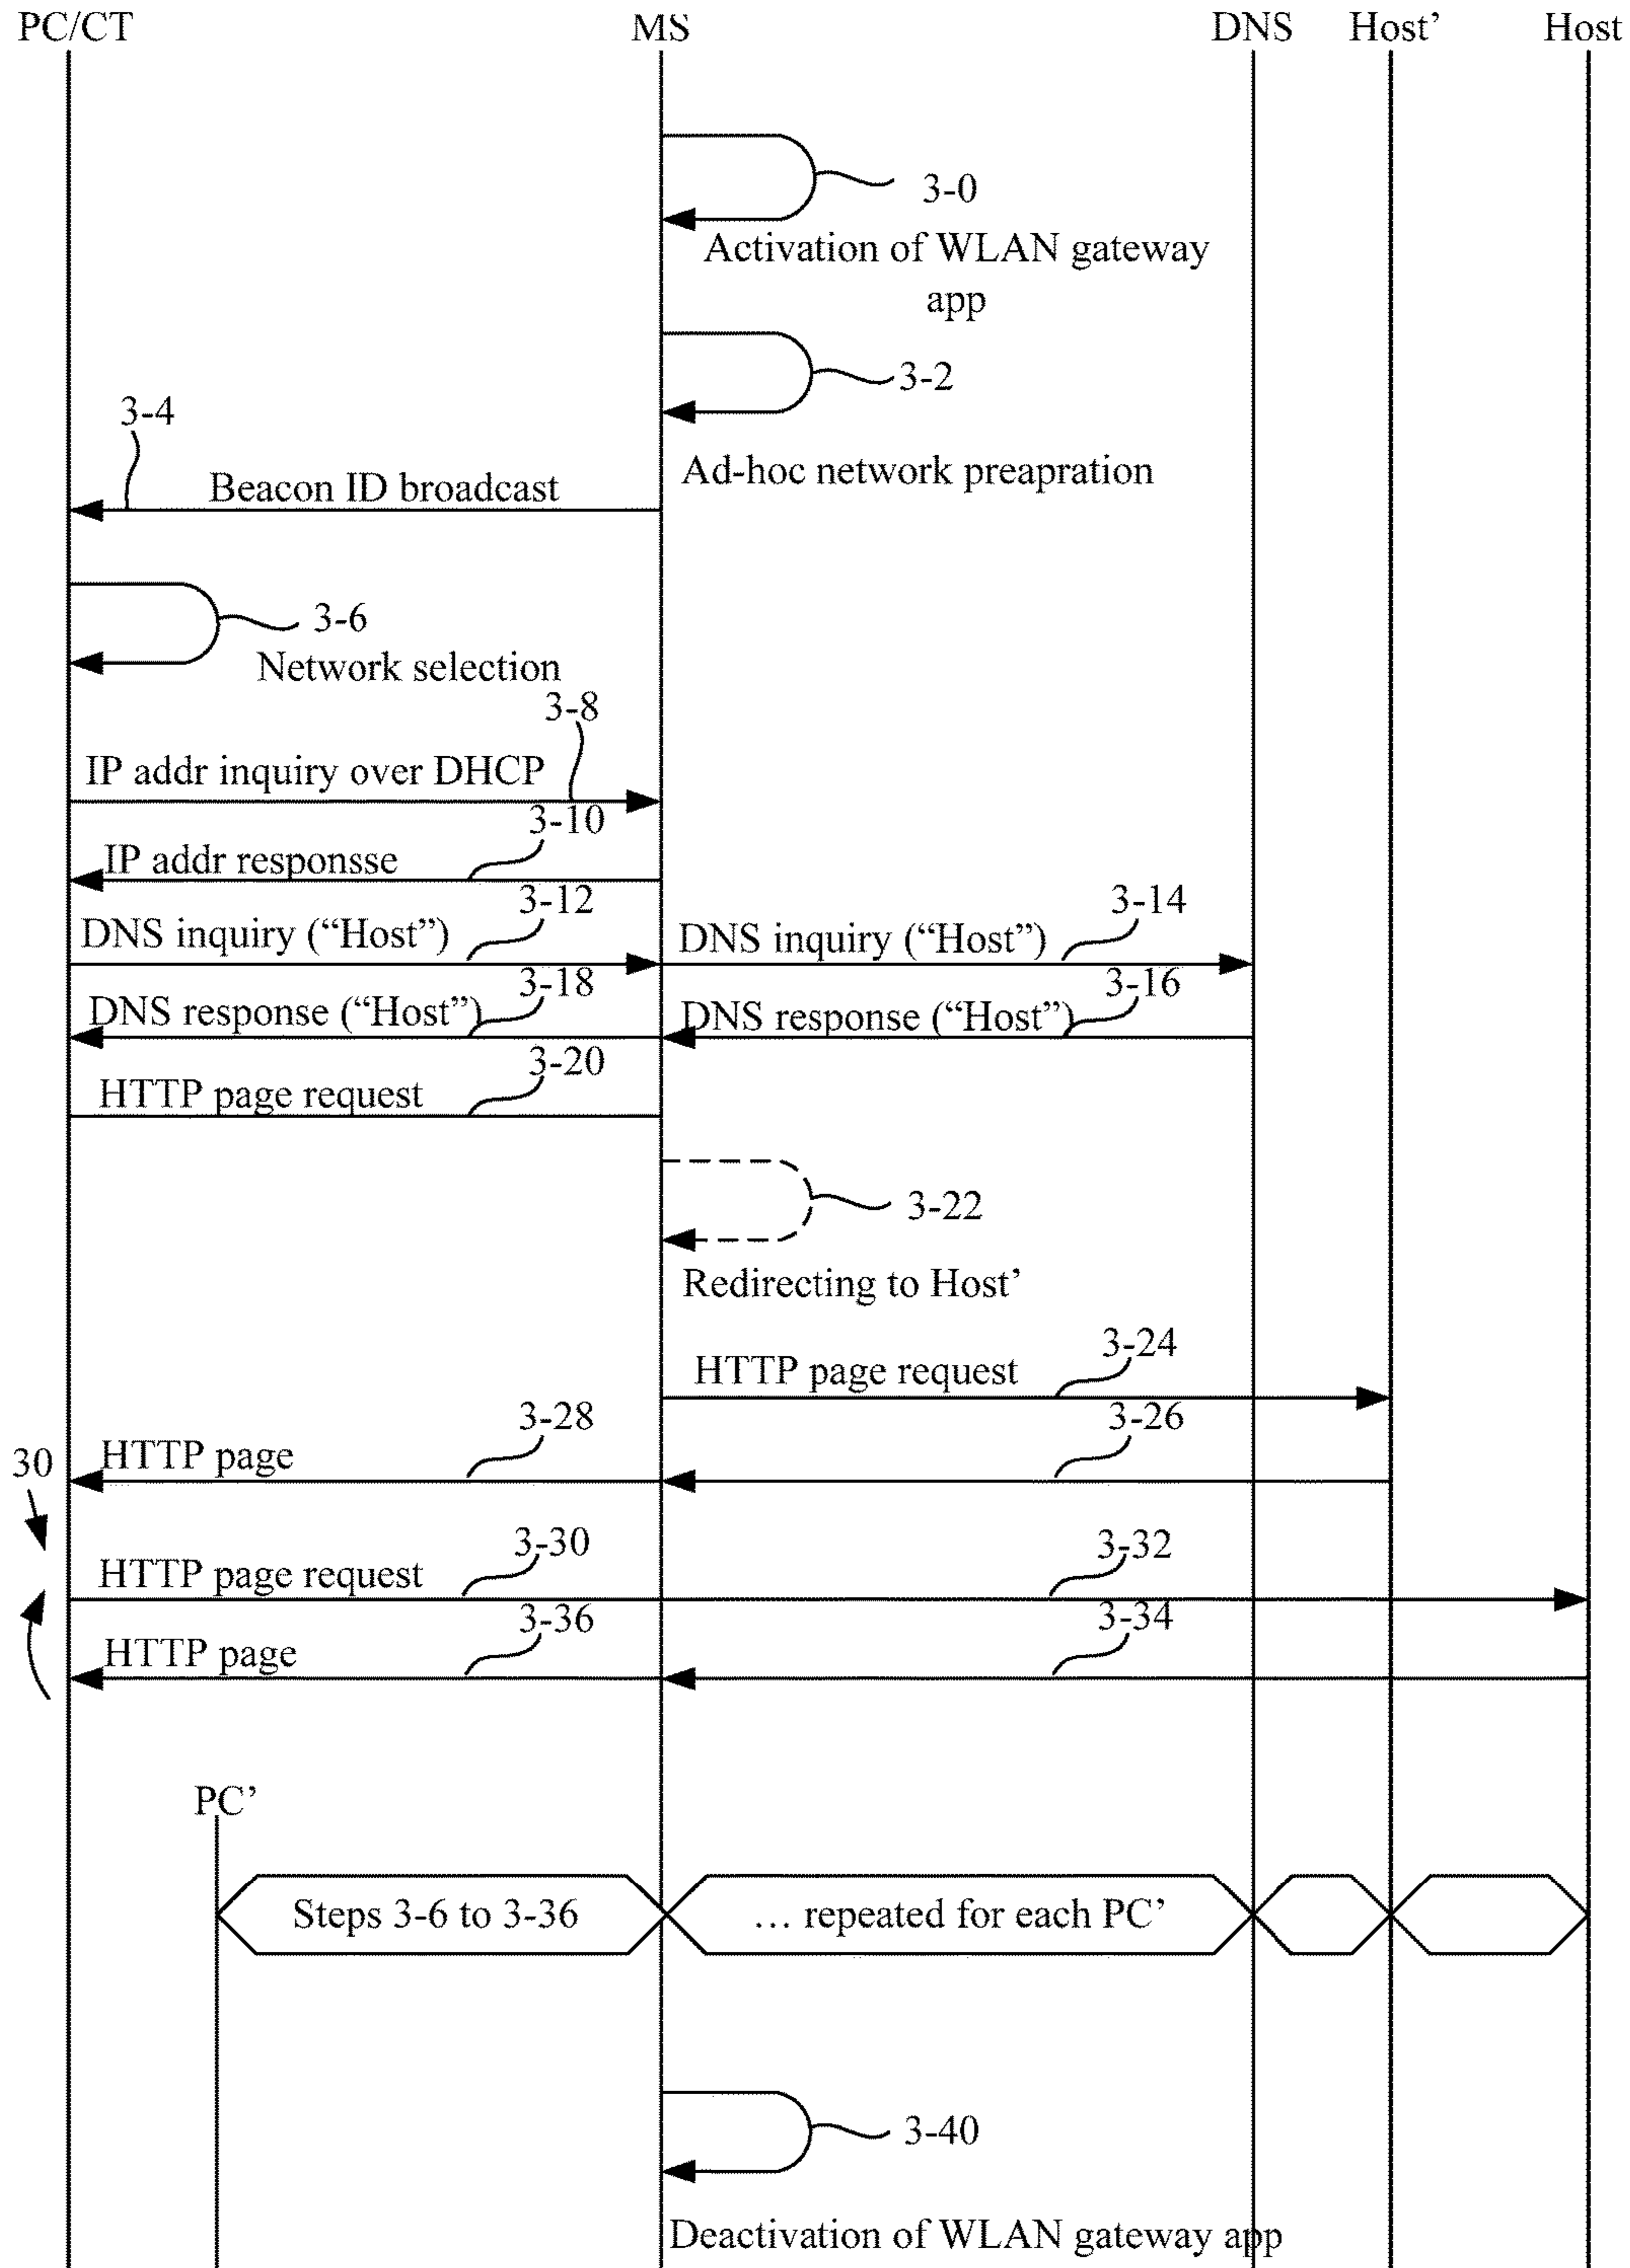 PC/CT MS DNS Host’ Host
3-0
Activation of WLAN gateway
app
3-2
3-4
Ad-hoc network preapration
Beacon ID broadcast
3-6
Network selection
3-8
IP addr inquiry over DHCP
3-10
IP addr responsse
3-12 3-14
DNS inquiry (“Host”) DNS inquiry (“Host”)
3-18 3-16
DNS response (“Host”) DNS response (“Host”)
3-20
HTTP page request
3-22
Redirecting to Host’
3-24
HTTP page request
3-28 3-26
30 HTTP page
3-30 3-32
HTTP page request
3-36 3-34
HTTP page
PC’
Steps 3-6 to 3-36 ... repeated for each PC’
3-40
Deactivation of WLAN gateway app